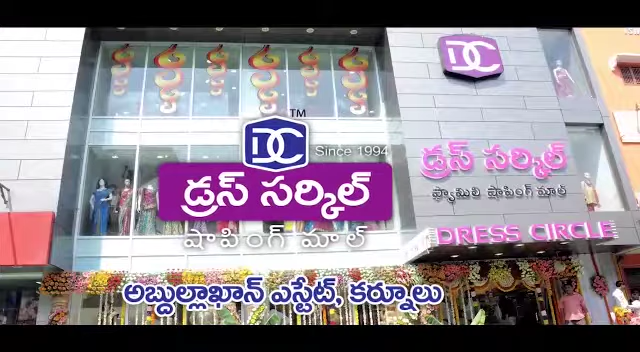 DC
TM
DC
Since 1994
డ్రస్ సర్కిల్
షాపింగ్ మాల్
డ్రస్ సర్కిల్
ఫ్యామిలి షాపింగ్ మాల్
DRESS CIRCLE
అబ్దుల్లాఖాన్ ఎస్టేట్, కర్నూలు